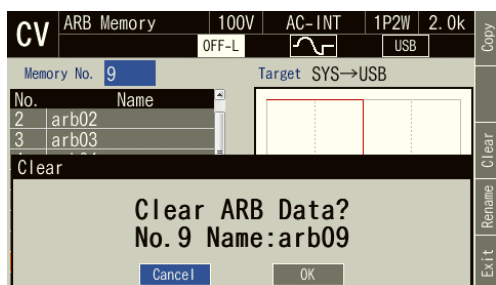 CV ARB Memory 100V AC-INT 1P2W 2.0k
OFF-L USB
Memory No. 9 Target SYS→USB
No. Name
2 arb02
3 arb03
Clear
Clear ARB Data?
No.9 Name:arb09
Cancel OK
Copy
Clear
Rename
Exit